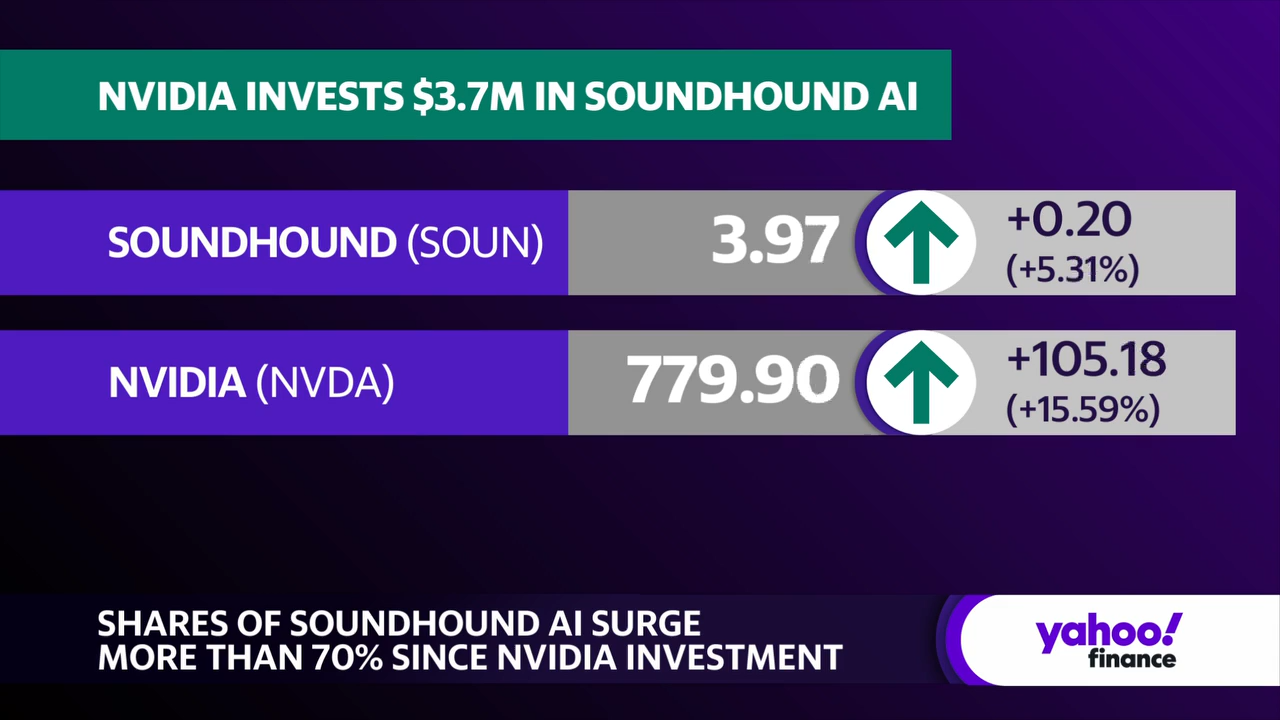 NVIDIA INVESTS $3.7M IN SOUNDHOUND AI
SOUNDHOUND (SOUN)
3.97
+0.20
(+5.31%)
NVIDIA (NVDA)
779.90
+105.18
(+15.59%)
SHARES OF SOUNDHOUND AI SURGE
MORE THAN 70% SINCE NVIDIA INVESTMENT
yahoo!
finance